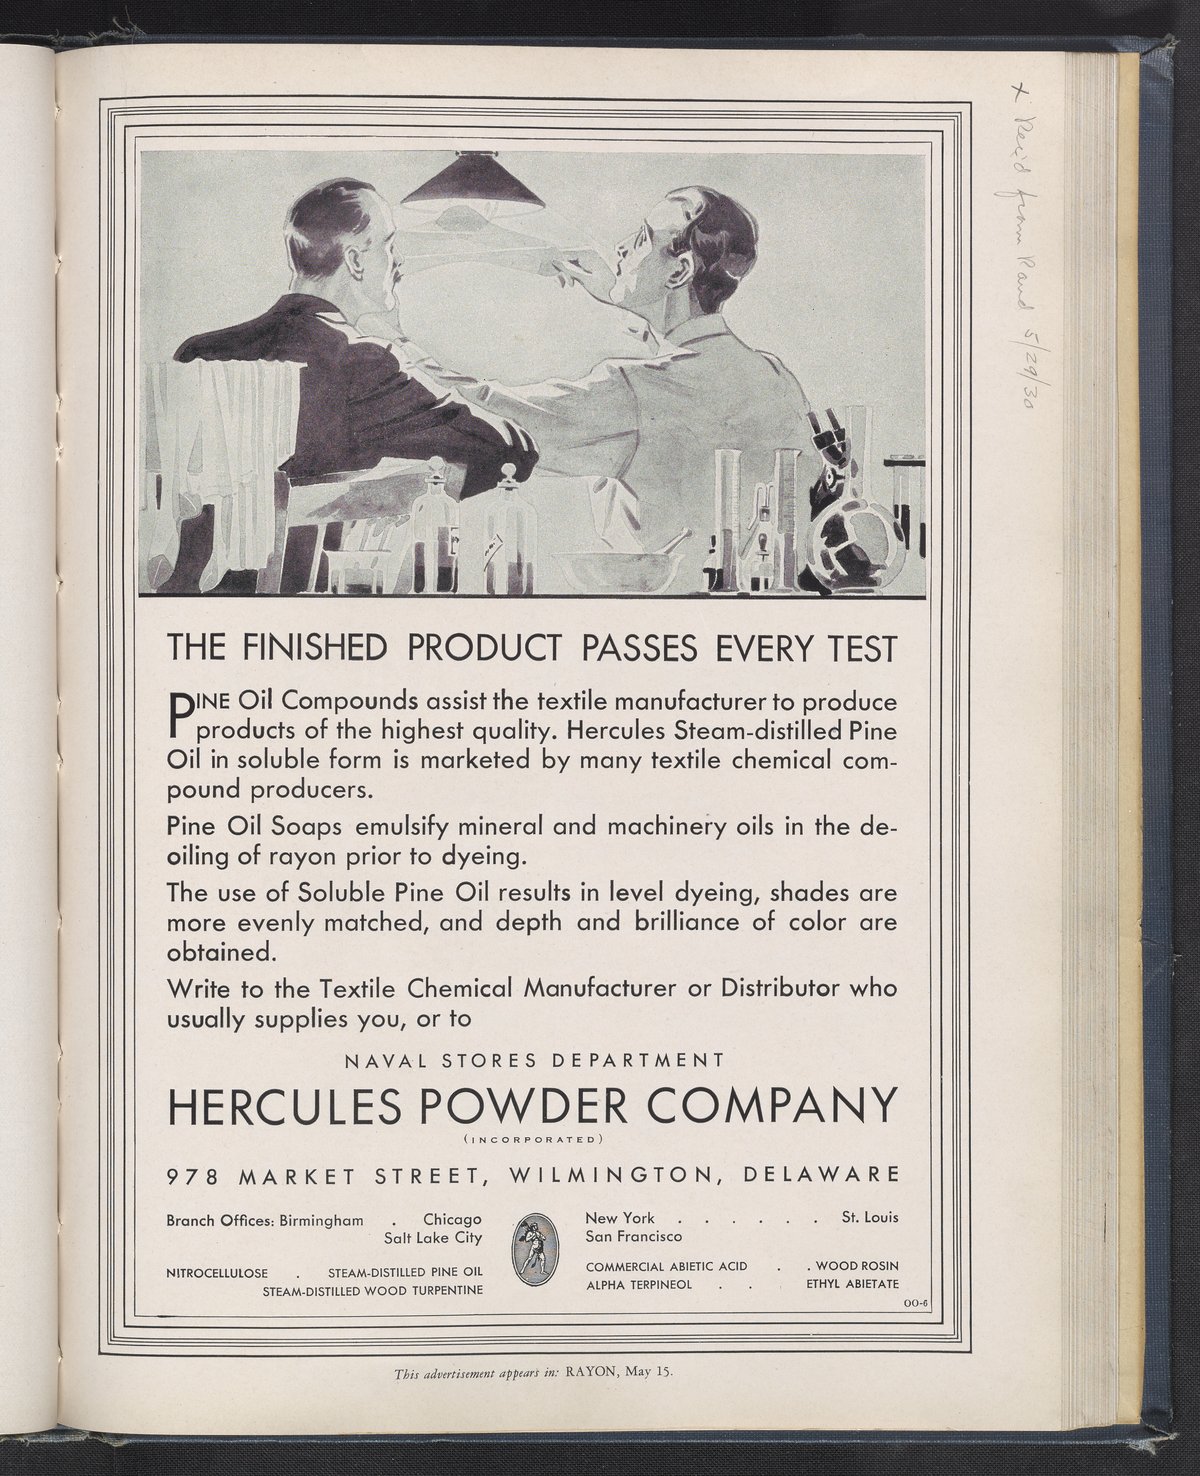 THE FINISHED PRODUCT PASSES EVERY TEST
PINE Oil Compounds assist the textile manufacturer to produce
products of the highest quality. Hercules Steam-distilled Pine
Oil in soluble form is marketed by many textile chemical com-
pound producers.
Pine Oil Soaps emulsify mineral and machinery oils in the de-
oiling of rayon prior to dyeing.
The use of Soluble Pine Oil results in level dyeing, shades are
more evenly matched, and depth and brilliance of color are
obtained.
Write to the Textile Chemical Manufacturer or Distributor who
usually supplies you, or to
NAVAL STORES DEPARTMENT
HERCULES POWDER COMPANY
(INCORPORATED)
978 MARKET STREET, WILMINGTON, DELAWARE
Branch Offices: Birmingham . Chicago
Salt Lake City
New York . . . . . . St. Louis
San Francisco
NITROCELLULOSE . STEAM-DISTILLED PINE OIL
STEAM-DISTILLED WOOD TURPENTINE
COMMERCIAL ABIETIC ACID . . WOOD ROSIN
ALPHA TERPINEOL . . ETHYL ABIETATE
OO-6
This advertisement appears in: RAYON, May 15.
x Rec'd from Rand 5/29/30